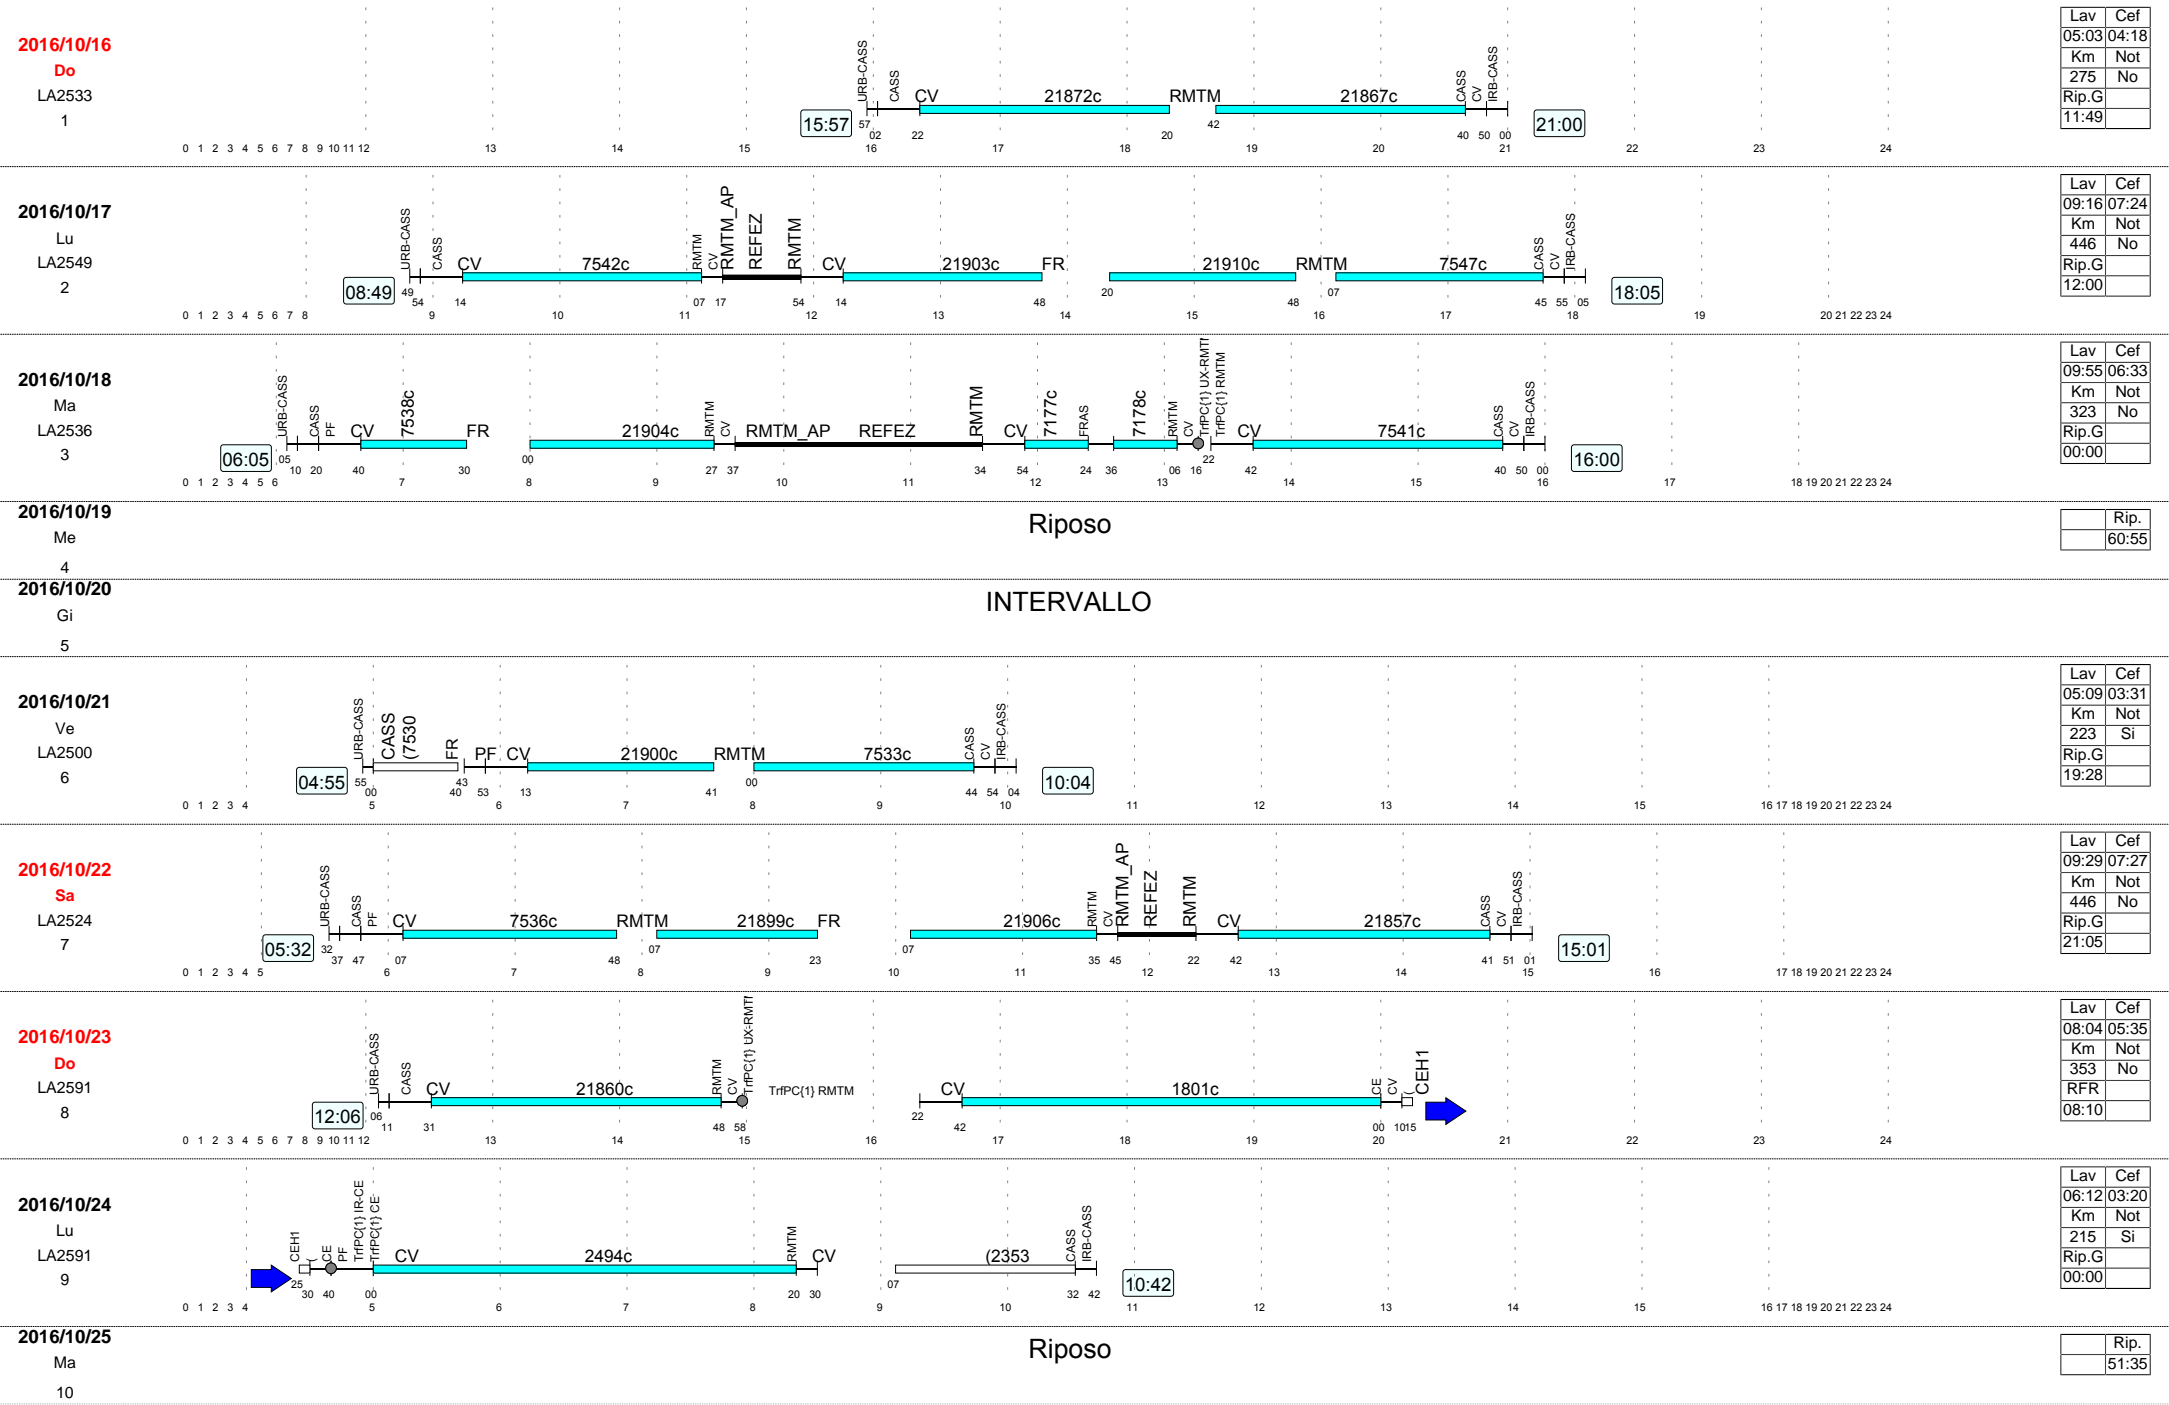 2016/10/16
Do
LA2533
1
15:57
URB-CASS
CASS
CV
21872c
RMTM
21867c
CASS
CV
IRB-CASS
21:00
57 02 22 20 42 40 50 00
0 1 2 3 4 5 6 7 8 9 10 11 12 13 14 15 16 17 18 19 20 21 22 23 24
Lav Cef
05:03 04:18
Km Not
275 No
Rip.G
11:49
2016/10/17
Lu
LA2549
2
08:49
URB-CASS
CASS
CV
7542c
RMTM
CV
RMTM_AP
REFEZ
RMTM
CV
21903c
FR
21910c
RMTM
7547c
CASS
CV
IRB-CASS
18:05
49 54 14 07 17 54 14 48 20 48 07 45 55 05
0 1 2 3 4 5 6 7 8 9 10 11 12 13 14 15 16 17 18 19 20 21 22 23 24
Lav Cef
09:16 07:24
Km Not
446 No
Rip.G
12:00
2016/10/18
Ma
LA2536
3
06:05
URB-CASS
CASS
PF
CV
7538c
FR
21904c
RMTM
CV
RMTM_AP
REFEZ
RMTM
CV
7177c
FRAS
7178c
RMTM
CV
TrfPC{1} UX-RMT
TrfPC{1} RMTM
CV
7541c
CASS
CV
IRB-CASS
16:00
05 10 20 40 30 00 27 37 34 54 24 36 06 16 22 42 40 50 00
0 1 2 3 4 5 6 7 8 9 10 11 12 13 14 15 16 17 18 19 20 21 22 23 24
Lav Cef
09:55 06:33
Km Not
323 No
Rip.G
00:00
2016/10/19
Me
4
Riposo
Rip.
60:55
2016/10/20
Gi
5
INTERVALLO
2016/10/21
Ve
LA2500
6
04:55
URB-CASS
CASS
(7530
FR
PF
CV
21900c
RMTM
7533c
CASS
CV
IRB-CASS
10:04
55 00 40 43 53 13 41 00 44 54 04
0 1 2 3 4 5 6 7 8 9 10 11 12 13 14 15 16 17 18 19 20 21 22 23 24
Lav Cef
05:09 03:31
Km Not
223 Si
Rip.G
19:28
2016/10/22
Sa
LA2524
7
05:32
URB-CASS
CASS
PF
CV
7536c
RMTM
21899c
FR
21906c
RMTM
CV
RMTM_AP
REFEZ
RMTM
CV
21857c
CASS
CV
IRB-CASS
15:01
32 37 47 07 48 07 23 07 35 45 22 42 41 51 01
0 1 2 3 4 5 6 7 8 9 10 11 12 13 14 15 16 17 18 19 20 21 22 23 24
Lav Cef
09:29 07:27
Km Not
446 No
Rip.G
21:05
2016/10/23
Do
LA2591
8
12:06
URB-CASS
CASS
CV
21860c
RMTM
CV
TrfPC{1} UX-RMT
TrfPC{1} RMTM
CV
1801c
CE
CV
(
CEH1
06 11 31 48 58 22 42 00 10 15
0 1 2 3 4 5 6 7 8 9 10 11 12 13 14 15 16 17 18 19 20 21 22 23 24
Lav Cef
08:04 05:35
Km Not
353 No
RFR
08:10
2016/10/24
Lu
LA2591
9
CEH1
(
CE
PF
TrfPC{1} IR-CE
TrfPC{1} CE
CV
2494c
RMTM
CV
(2353
CASS
IRB-CASS
10:42
25 30 40 00 20 30 07 32 42
0 1 2 3 4 5 6 7 8 9 10 11 12 13 14 15 16 17 18 19 20 21 22 23 24
Lav Cef
06:12 03:20
Km Not
215 Si
Rip.G
00:00
2016/10/25
Ma
10
Riposo
Rip.
51:35